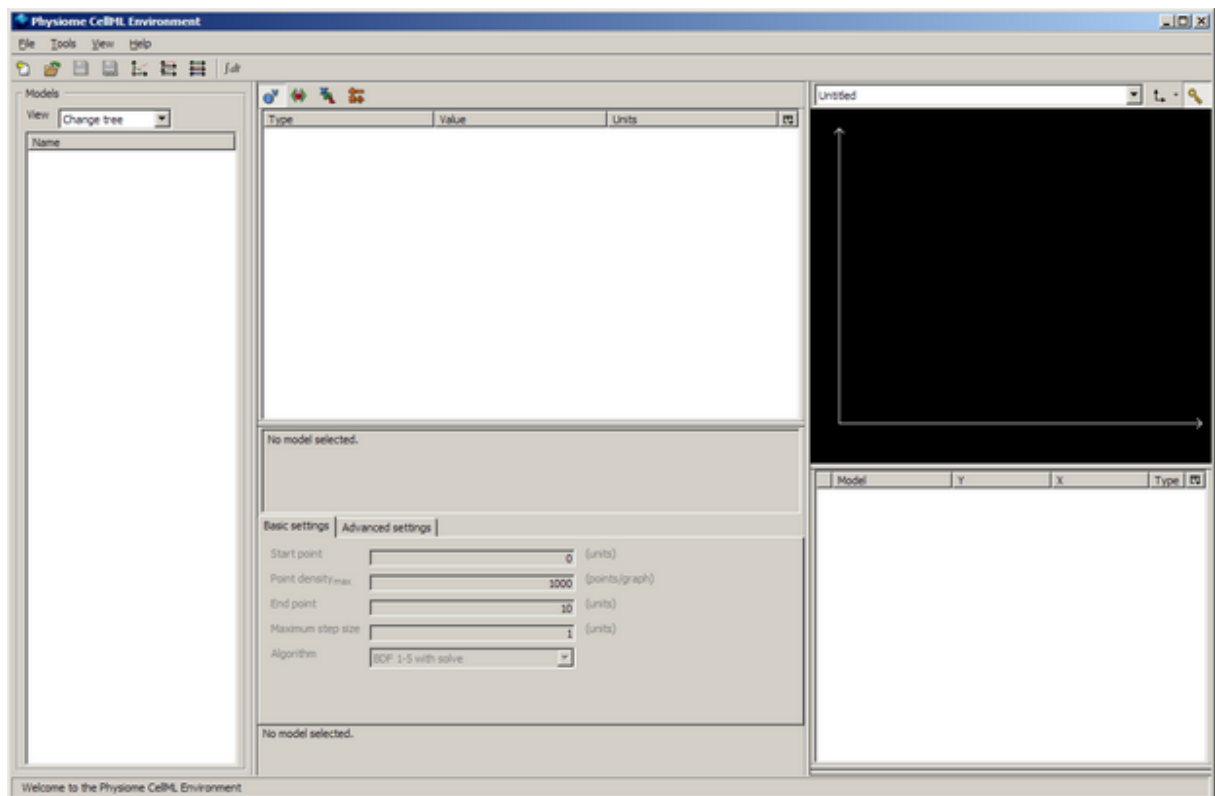 Physiome CellML Environment
File Tools View Help
∫dt
Models
View Change tree
Name
Type Value Units
No model selected.
Basic settings Advanced settings
Start point 0 (units)
Point densityFmax 1000 (points/graph)
End point 10 (units)
Maximum step size 1 (units)
Algorithm BDF 1-5 with solve
No model selected.
Untitled
Model Y X Type
Welcome to the Physiome CellML Environment